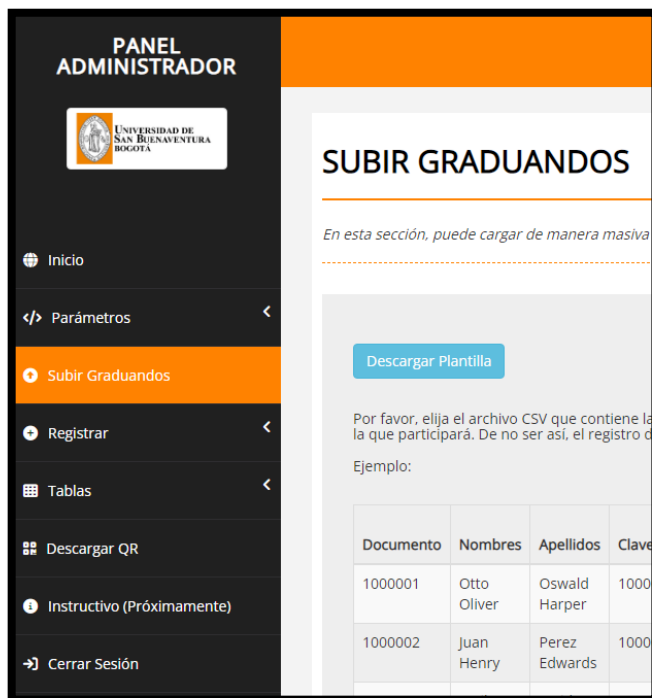 PANEL
ADMINISTRADOR
UNIVERSIDAD DE
SAN BUENAVENTURA
BOGOTÁ
Inicio
Parámetros
Subir Graduandos
Registrar
Tablas
Descargar QR
Instructivo (Próximamente)
Cerrar Sesión
SUBIR GRADUANDOS
En esta sección, puede cargar de manera masiva
Descargar Plantilla
Por favor, elija el archivo CSV que contiene la
la que participará. De no ser así, el registro d
Ejemplo:
Documento Nombres Apellidos Clave
1000001 Otto Oswald 1000
Oliver Harper
1000002 Juan Perez 1000
Henry Edwards